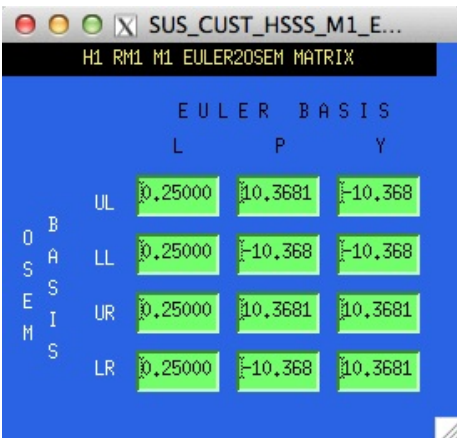 SUS_CUST_HSSS_M1_E...
H1 RM1 M1 EULER2OSEM MATRIX
EULER BASIS
L P Y
UL 0.25000 10.3681 -10.368
LL 0.25000 -10.368 -10.368
UR 0.25000 10.3681 10.3681
LR 0.25000 -10.368 10.3681
OSEM
BASIS